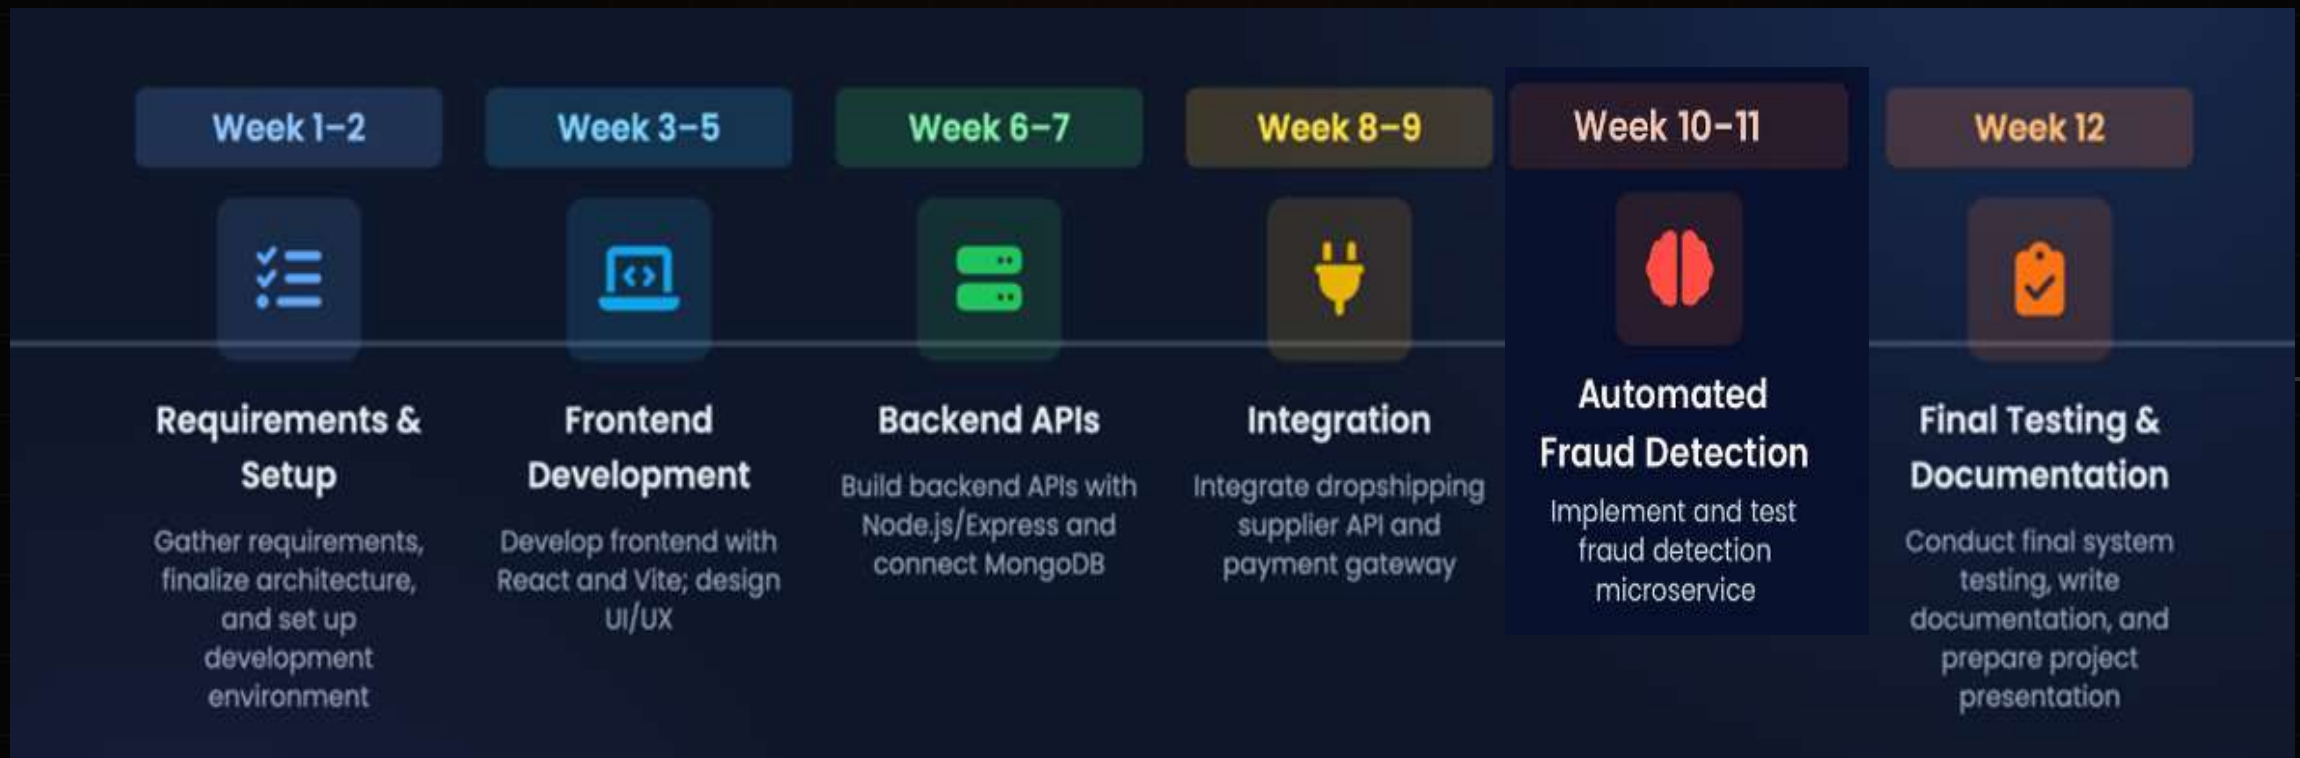 Week 1–2
Requirements &
Setup
Gather requirements,
finalize architecture,
and set up
development
environment
Week 3–5
Frontend
Development
Develop frontend with
React and Vite; design
UI/UX
Week 6–7
Backend APIs
Build backend APIs with
Node.js/Express and
connect MongoDB
Week 8–9
Integration
Integrate dropshipping
supplier API and
payment gateway
Week 10–11
Automated
Fraud Detection
Implement and test
fraud detection
microservice
Week 12
Final Testing &
Documentation
Conduct final system
testing, write
documentation, and
prepare project
presentation